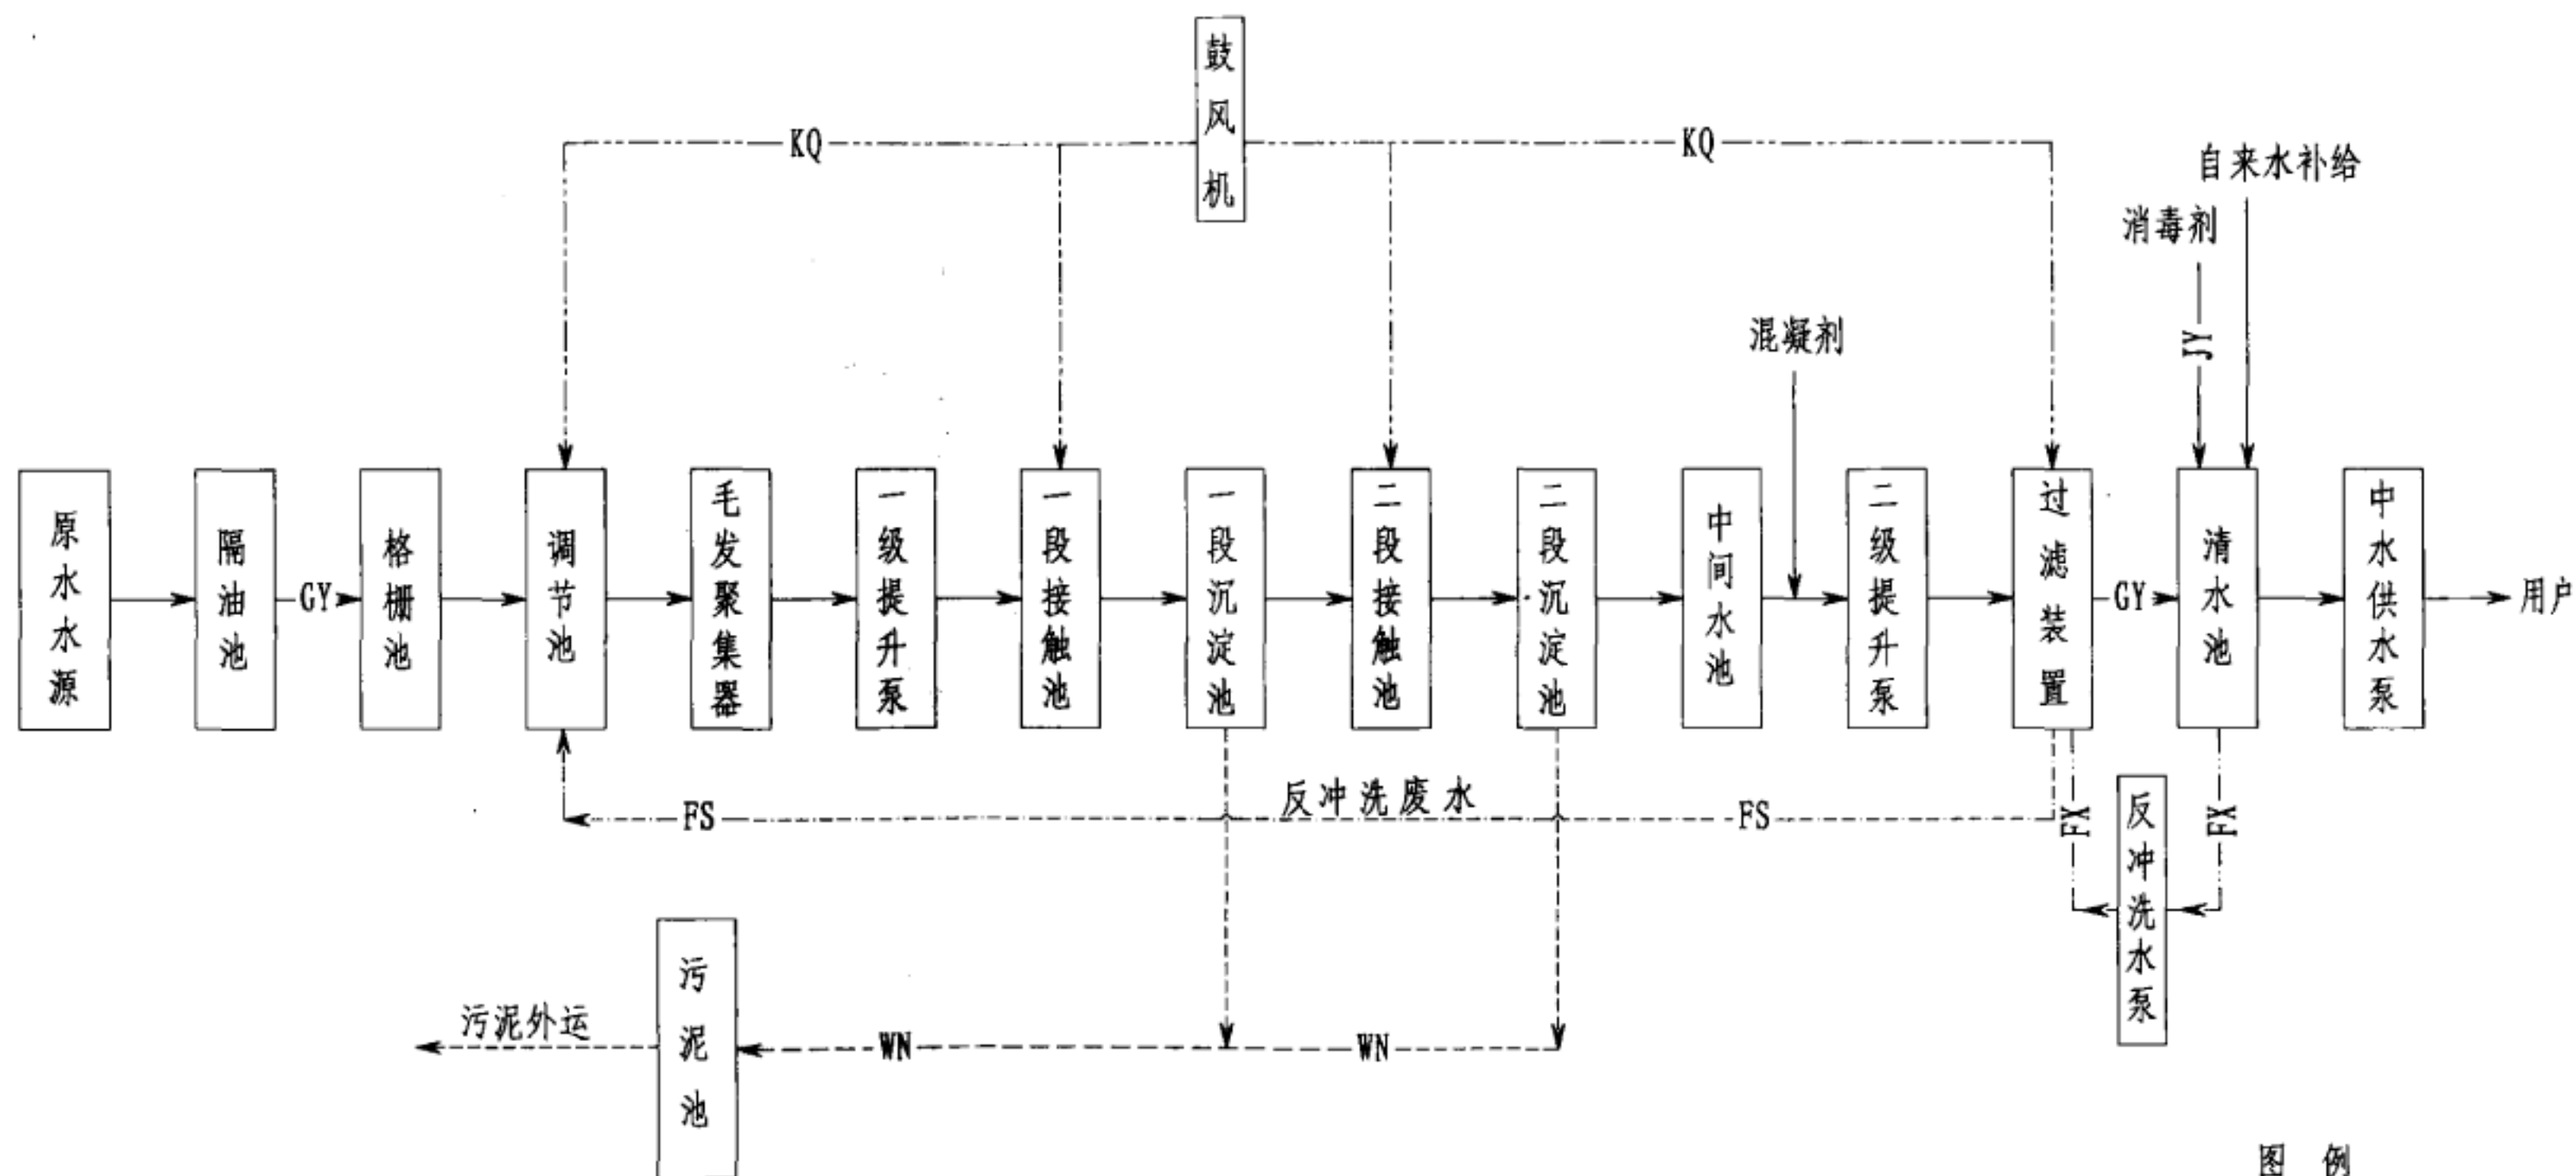 鼓风机
KQ
KQ
自来水补给
消毒剂
JY
混凝剂
原水水源
隔油池
GY
格栅池
调节池
毛发聚集器
一级提升泵
一段接触池
一段沉淀池
二段接触池
二段沉淀池
中间水池
二级提升泵
过滤装置
GY
清水池
中水供水泵
用户
反冲洗废水
FS
FS
FX
FX
反冲洗水泵
污泥外运
污泥池
WN
WN
图 例